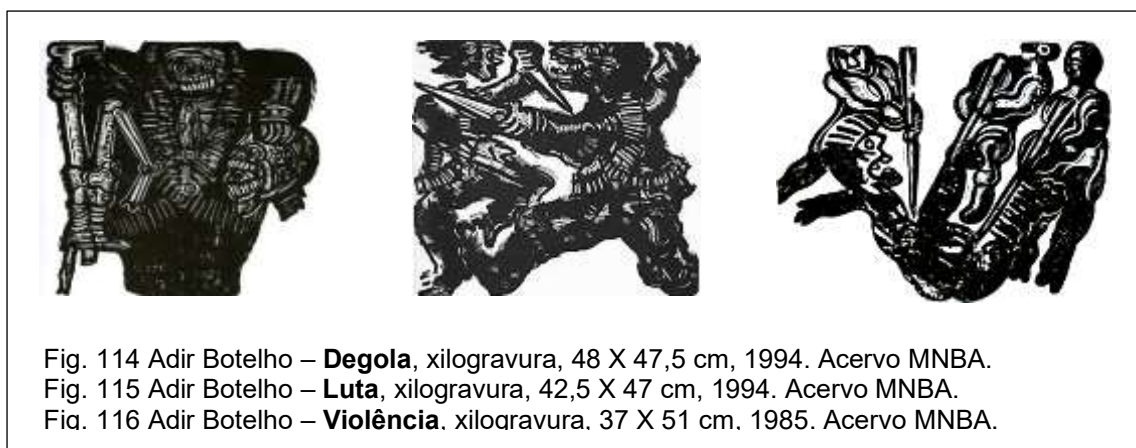 Fig. 114 Adir Botelho – Degola, xilogravura, 48 X 47,5 cm, 1994. Acervo MNBA.
Fig. 115 Adir Botelho – Luta, xilogravura, 42,5 X 47 cm, 1994. Acervo MNBA.
Fig. 116 Adir Botelho – Violência, xilogravura, 37 X 51 cm, 1985. Acervo MNBA.